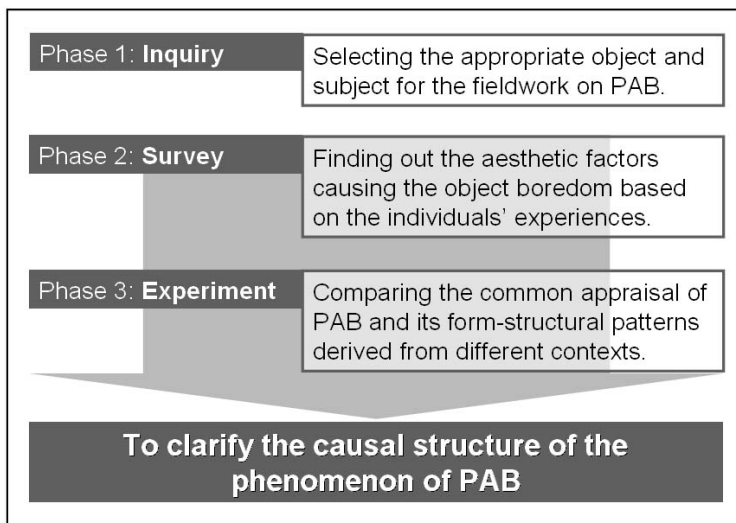 Phase 1: Inquiry
Selecting the appropriate object and
subject for the fieldwork on PAB.
Phase 2: Survey
Finding out the aesthetic factors
causing the object boredom based
on the individuals' experiences.
Phase 3: Experiment
Comparing the common appraisal of
PAB and its form-structural patterns
derived from different contexts.
To clarify the causal structure of the
phenomenon of PAB